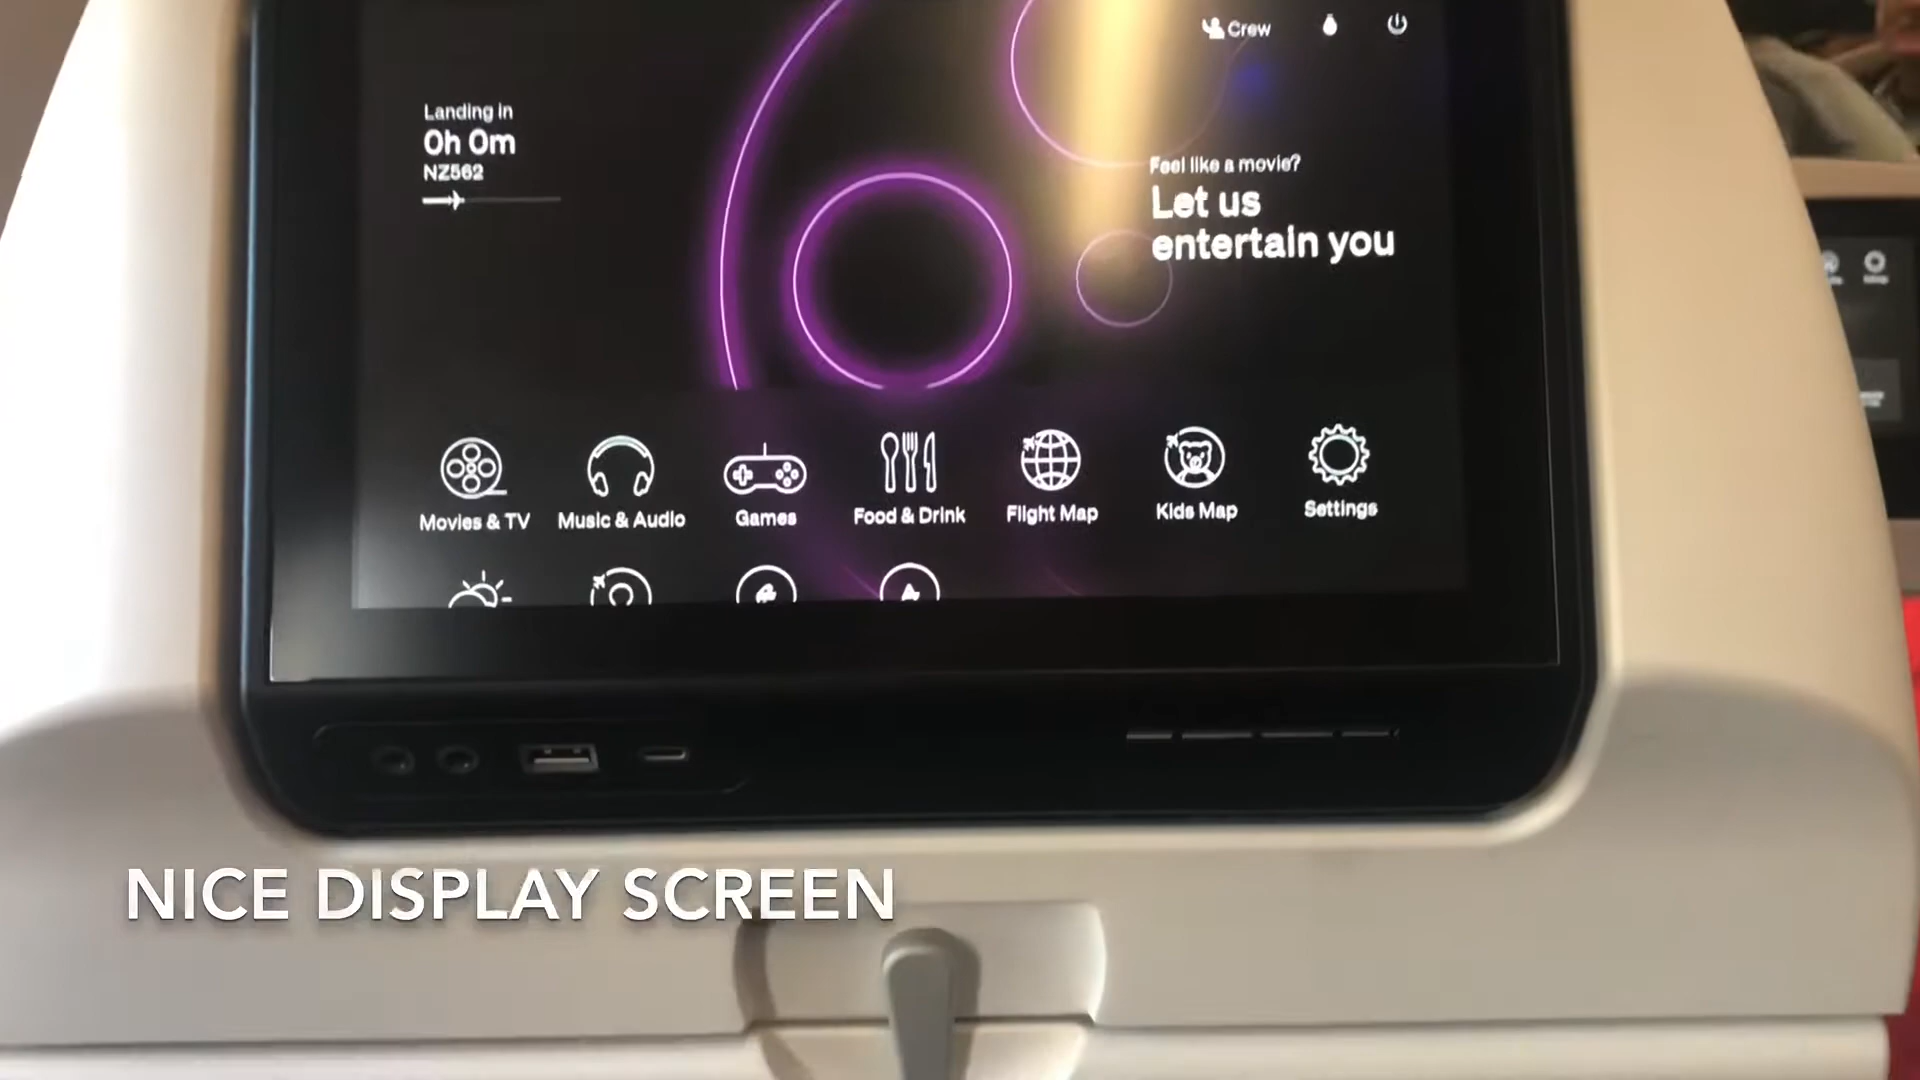 Crew
Landing in
0h 0m
NZ562
Feel like a movie?
Let us
entertain you
Movies & TV
Music & Audio
Games
Food & Drink
Flight Map
Kids Map
Settings
NICE DISPLAY SCREEN